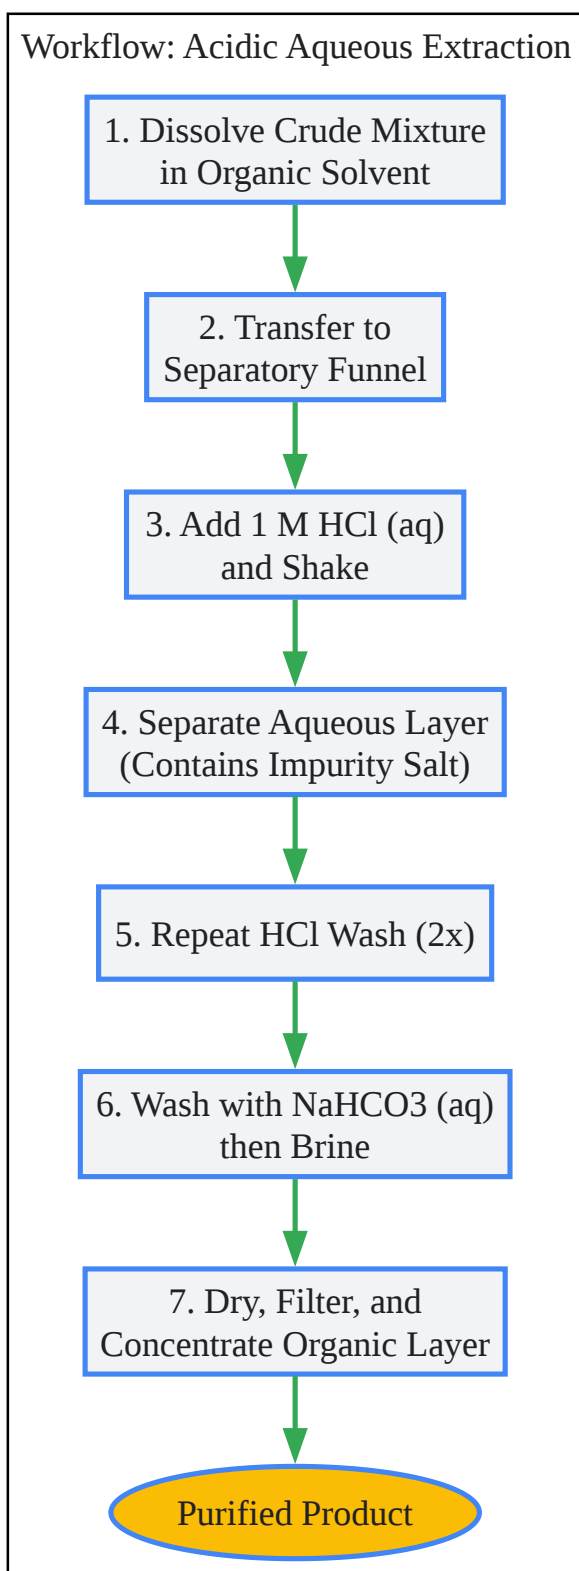 Workflow: Acidic Aqueous Extraction
1. Dissolve Crude Mixture
in Organic Solvent
2. Transfer to
Separatory Funnel
3. Add 1 M HCl (aq)
and Shake
4. Separate Aqueous Layer
(Contains Impurity Salt)
5. Repeat HCl Wash (2x)
6. Wash with NaHCO3 (aq)
then Brine
7. Dry, Filter, and
Concentrate Organic Layer
Purified Product